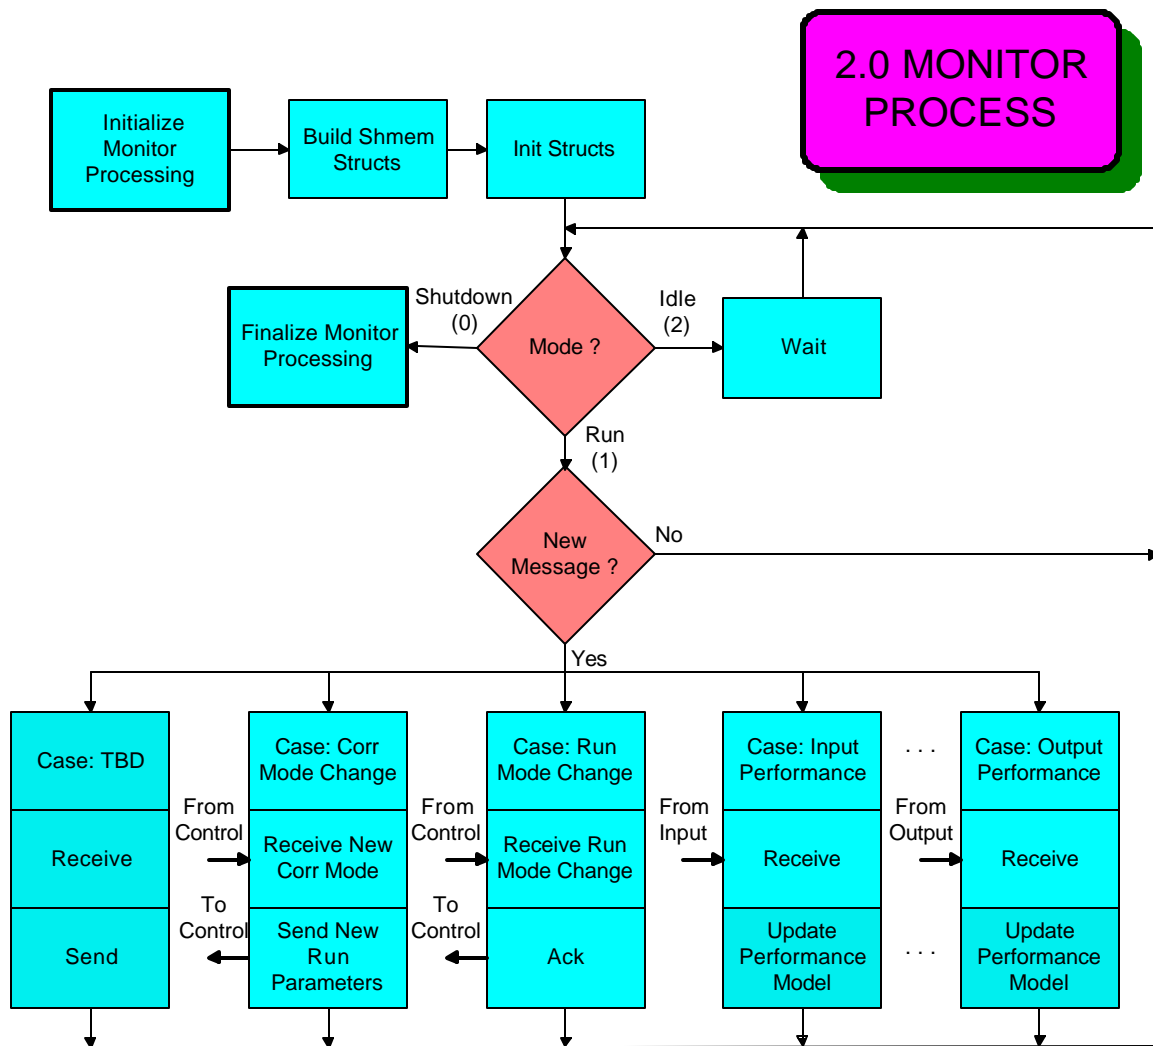 2.0 MONITOR
PROCESS
Initialize
Monitor
Processing
Build Shmem
Structs
Init Structs
Shutdown
(0)
Idle
(2)
Finalize Monitor
Processing
Mode ?
Wait
Run
(1)
New
Message ?
No
Yes
Case: TBD
Case: Corr
Mode Change
Case: Run
Mode Change
Case: Input
Performance
. . .
Case: Output
Performance
From
Control
From
Control
From
Input
From
Output
Receive
Receive New
Corr Mode
Receive Run
Mode Change
Receive
Receive
To
Control
To
Control
Send
Send New
Run
Parameters
Ack
Update
Performance
Model
. . .
Update
Performance
Model